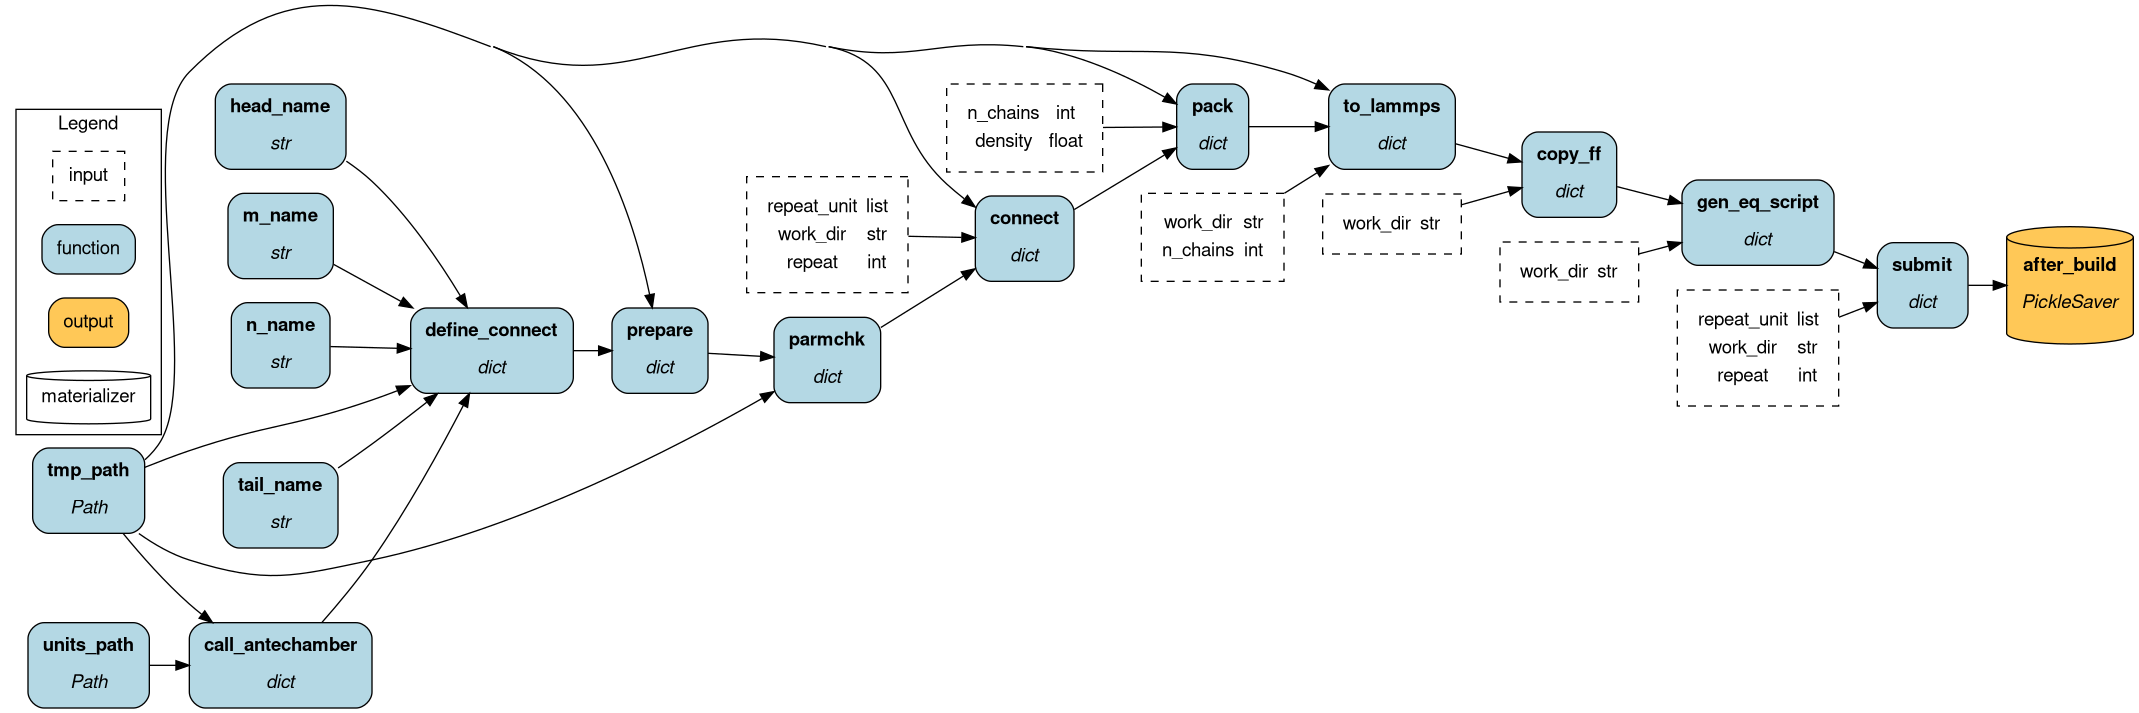 Legend
input
function
output
materializer
tmp_path
Path
units_path
Path
head_name
str
m_name
str
n_name
str
tail_name
str
call_antechamber
dict
define_connect
dict
prepare
dict
parmchk
dict
repeat_unit list
work_dir str
repeat int
connect
dict
n_chains int
density float
pack
dict
work_dir str
n_chains int
to_lammps
dict
work_dir str
copy_ff
dict
work_dir str
gen_eq_script
dict
repeat_unit list
work_dir str
repeat int
submit
dict
after_build
PickleSaver